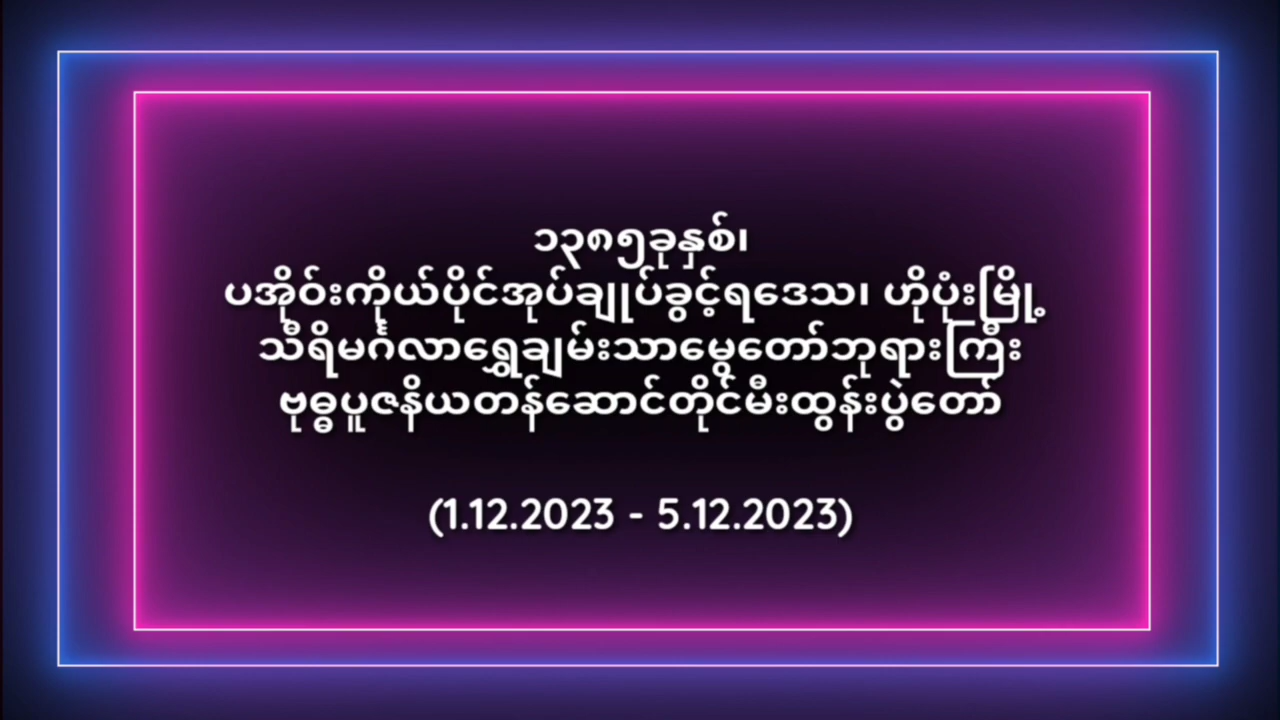 ၁၃၈၅ခုနှစ်၊
ပအိုဝ်းကိုယ်ပိုင်အုပ်ချုပ်ခွင့်ရဒေသ၊ ဟိုပုံးမြို့
သီရိမင်္ဂလာရွှေချမ်းသာမွေတော်ဘုရားကြီး
ဗုဓ္ဓပူဇနိယတန်ဆောင်တိုင်မီးထွန်းပွဲတော်
(1.12.2023 - 5.12.2023)